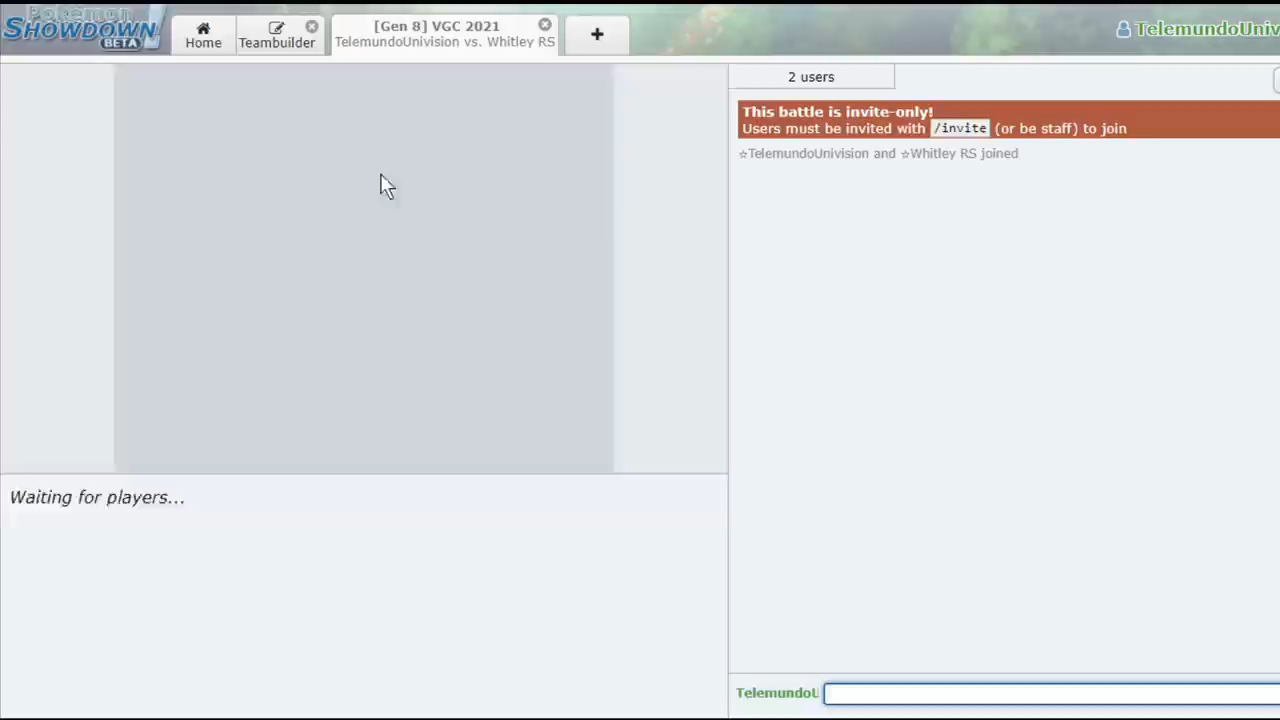 Pokémon
SHOWDOWN
BETA
Home
Teambuilder
[Gen 8] VGC 2021
TelemundoUnivision vs. Whitley RS
+
TelemundoUniv
2 users
This battle is invite-only!
Users must be invited with /invite (or be staff) to join
☆TelemundoUnivision and ☆Whitley RS joined
Waiting for players...
TelemundoU